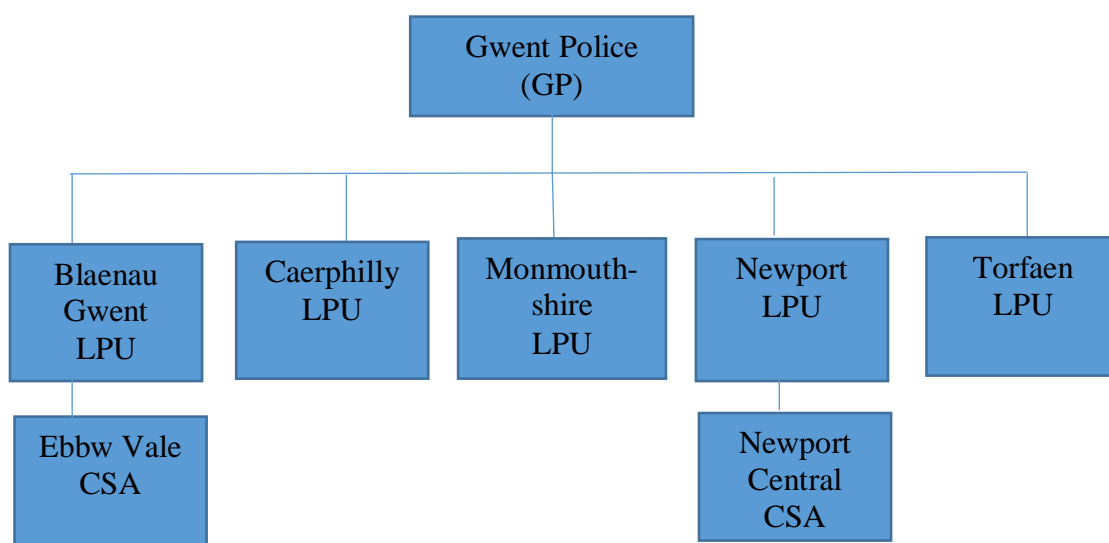 Gwent Police
(GP)
Blaenau
Gwent
LPU
Caerphilly
LPU
Monmouth-
shire
LPU
Newport
LPU
Torfaen
LPU
Ebbw Vale
CSA
Newport
Central
CSA